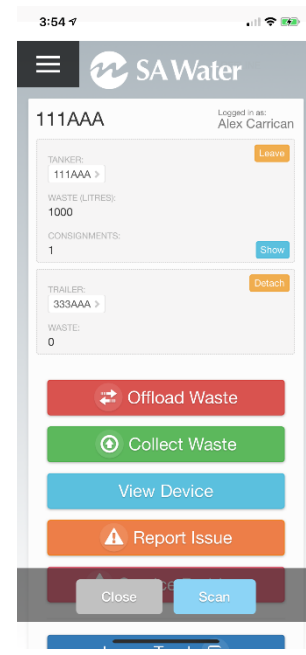 3:54
SA Water
111AAA
Logged in as:
Alex Carrican
TANKER:
Leave
111AAA >
WASTE (LITRES):
1000
CONSIGNMENTS:
1
Show
TRAILER:
Detach
333AAA >
WASTE:
0
Offload Waste
Collect Waste
View Device
Report Issue
Close
Scan